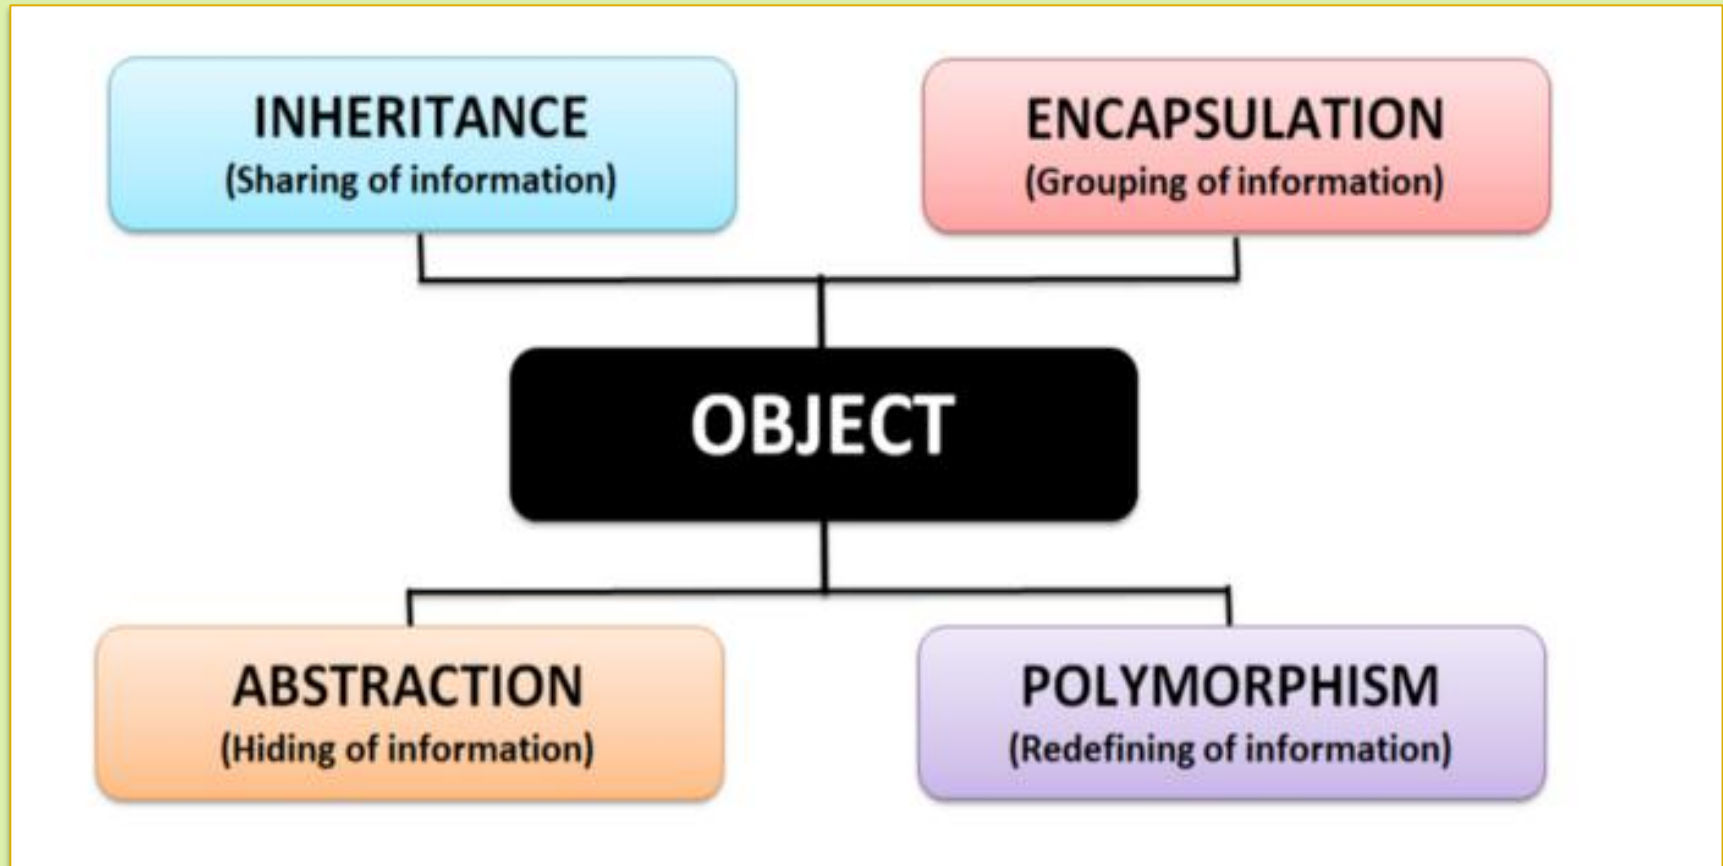 INHERITANCE
(Sharing of information)
ENCAPSULATION
(Grouping of information)
OBJECT
ABSTRACTION
(Hiding of information)
POLYMORPHISM
(Redefining of information)